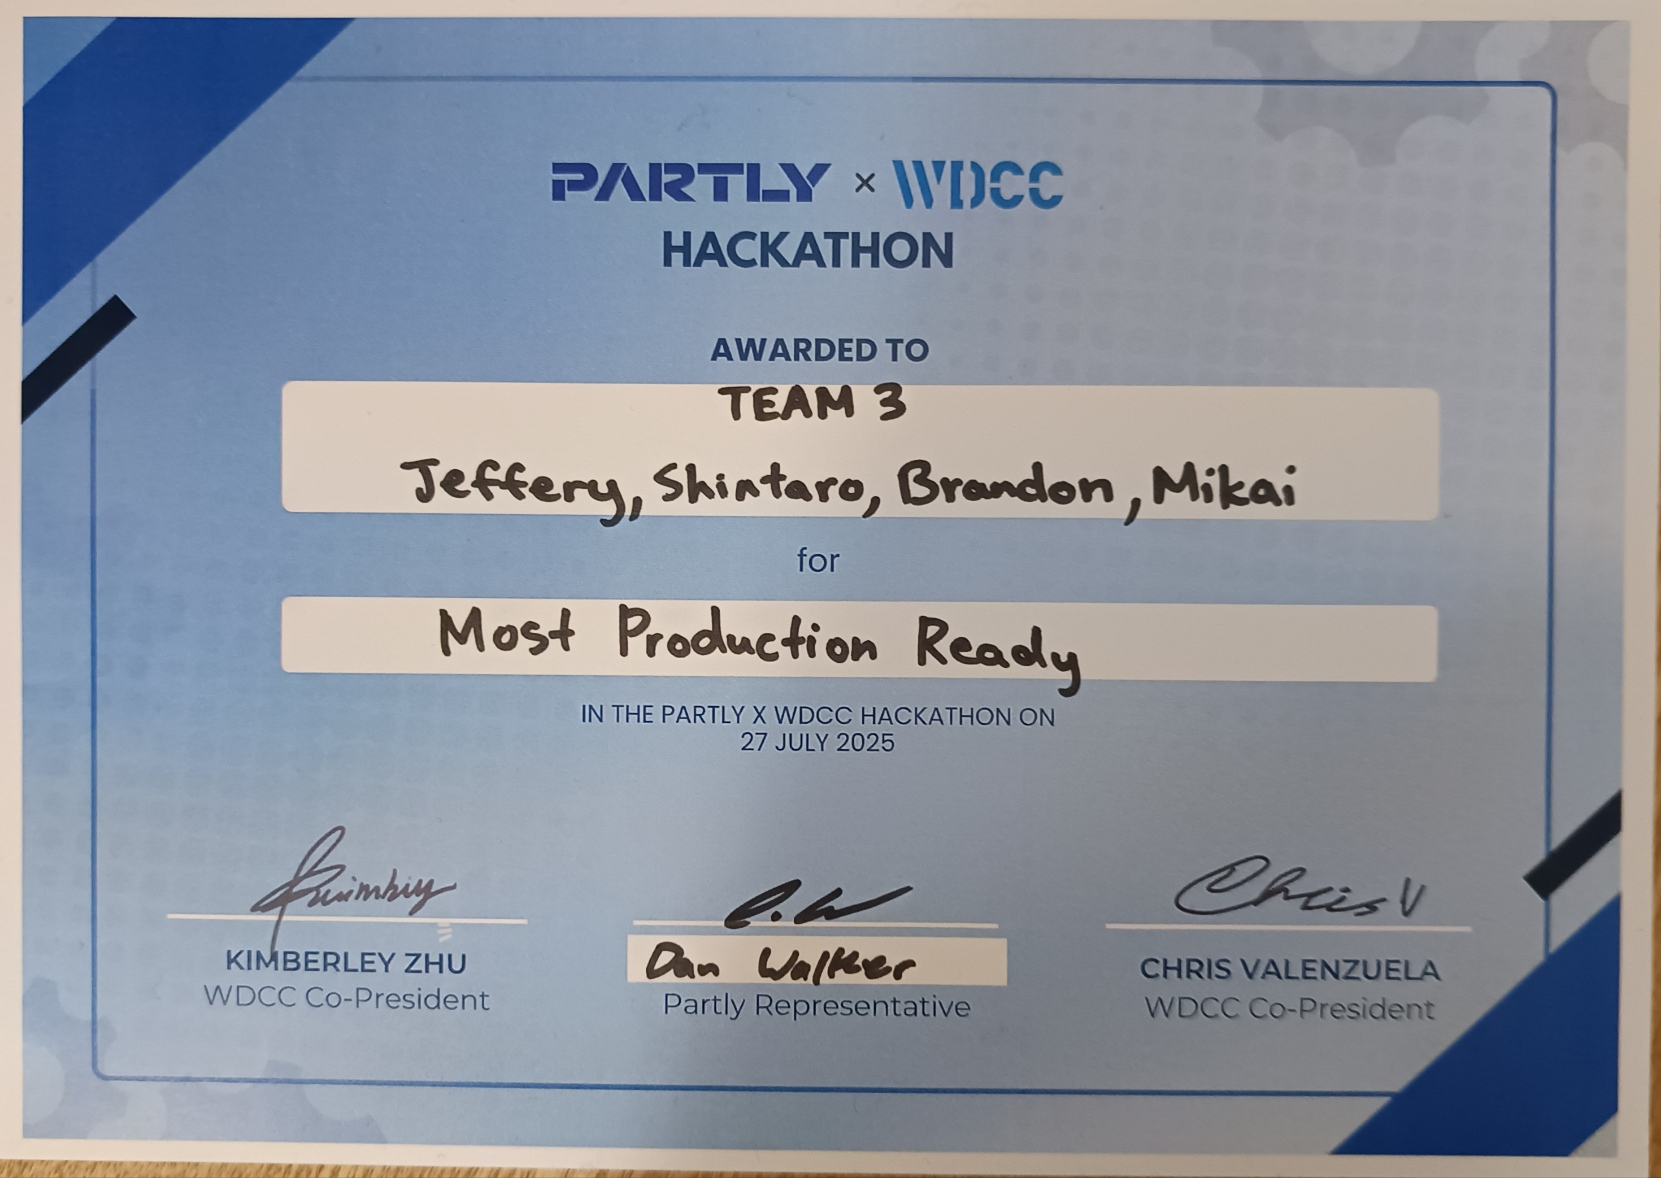 PARTLY × WDCC
HACKATHON
AWARDED TO
TEAM 3
Jeffery, Shintaro, Brandon, Mikai
for
Most Production Ready
IN THE PARTLY X WDCC HACKATHON ON
27 JULY 2025
Kimberley
Chris V
KIMBERLEY ZHU
Dan Walker
CHRIS VALENZUELA
WDCC Co-President
Partly Representative
WDCC Co-President